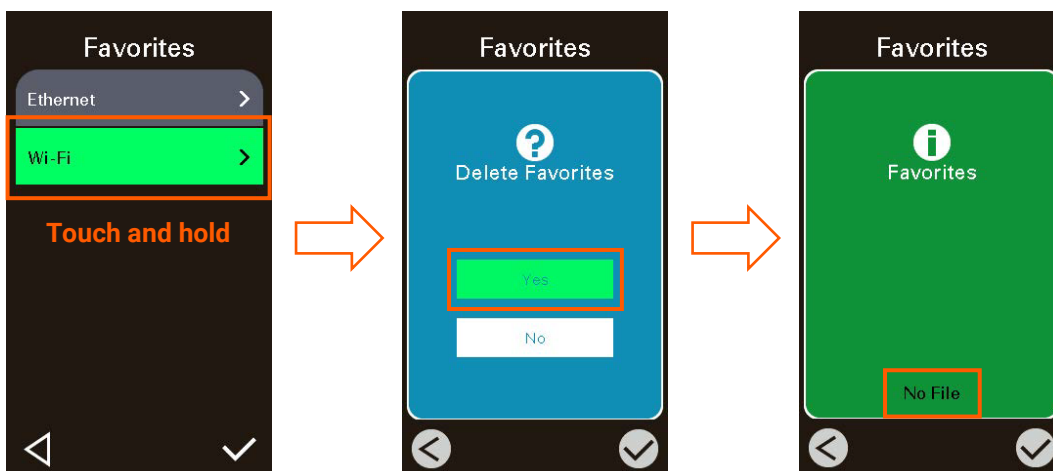 Favorites
Ethernet
Wi-Fi
Touch and hold
Favorites
Delete Favorites
Yes
No
Favorites
Favorites
No File